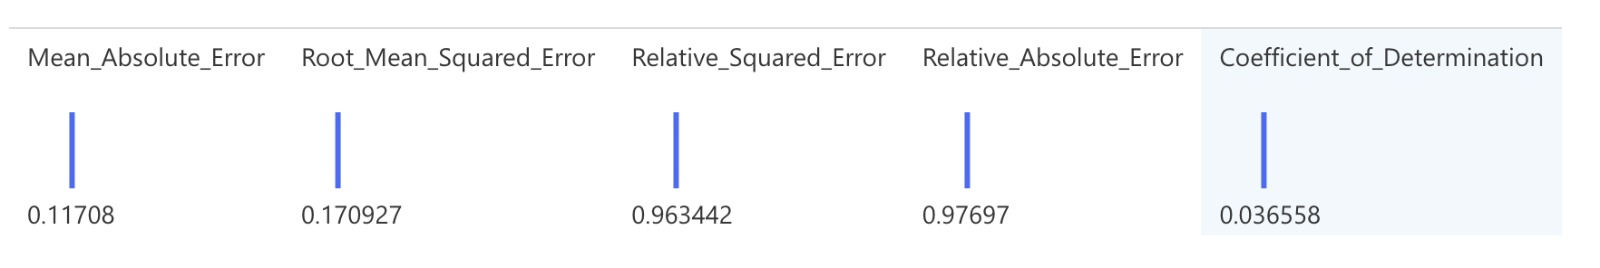 Mean_Absolute_Error Root_Mean_Squared_Error Relative_Squared_Error Relative_Absolute_Error Coefficient_of_Determination
0.11708 0.170927 0.963442 0.97697 0.036558